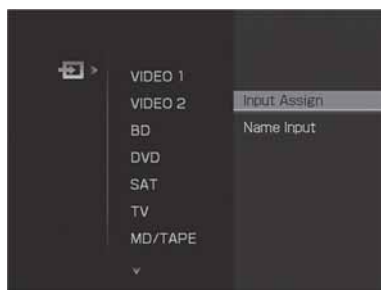 VIDEO 1
VIDEO 2
BD
DVD
SAT
TV
MD/TAPE
Input Assign
Name Input